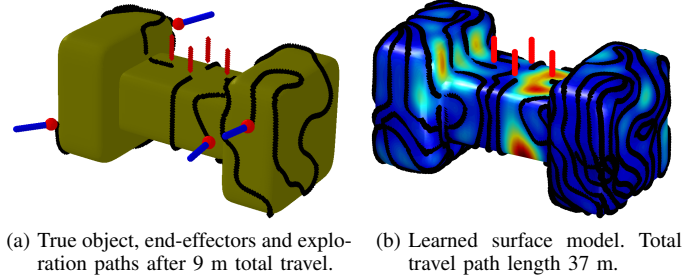 (a) True object, end-effectors and explo-
ration paths after 9 m total travel.
(b) Learned surface model. Total
travel path length 37 m.